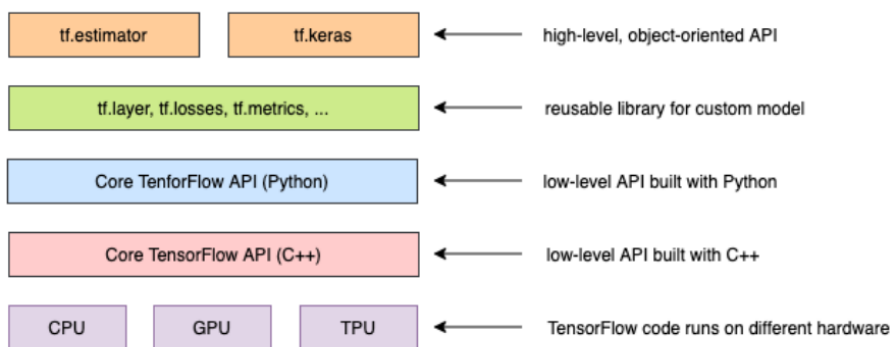 tf.estimator tf.keras high-level, object-oriented API
tf.layer, tf.losses, tf.metrics, ... reusable library for custom model
Core TenforFlow API (Python) low-level API built with Python
Core TensorFlow API (C++) low-level API built with C++
CPU GPU TPU TensorFlow code runs on different hardware